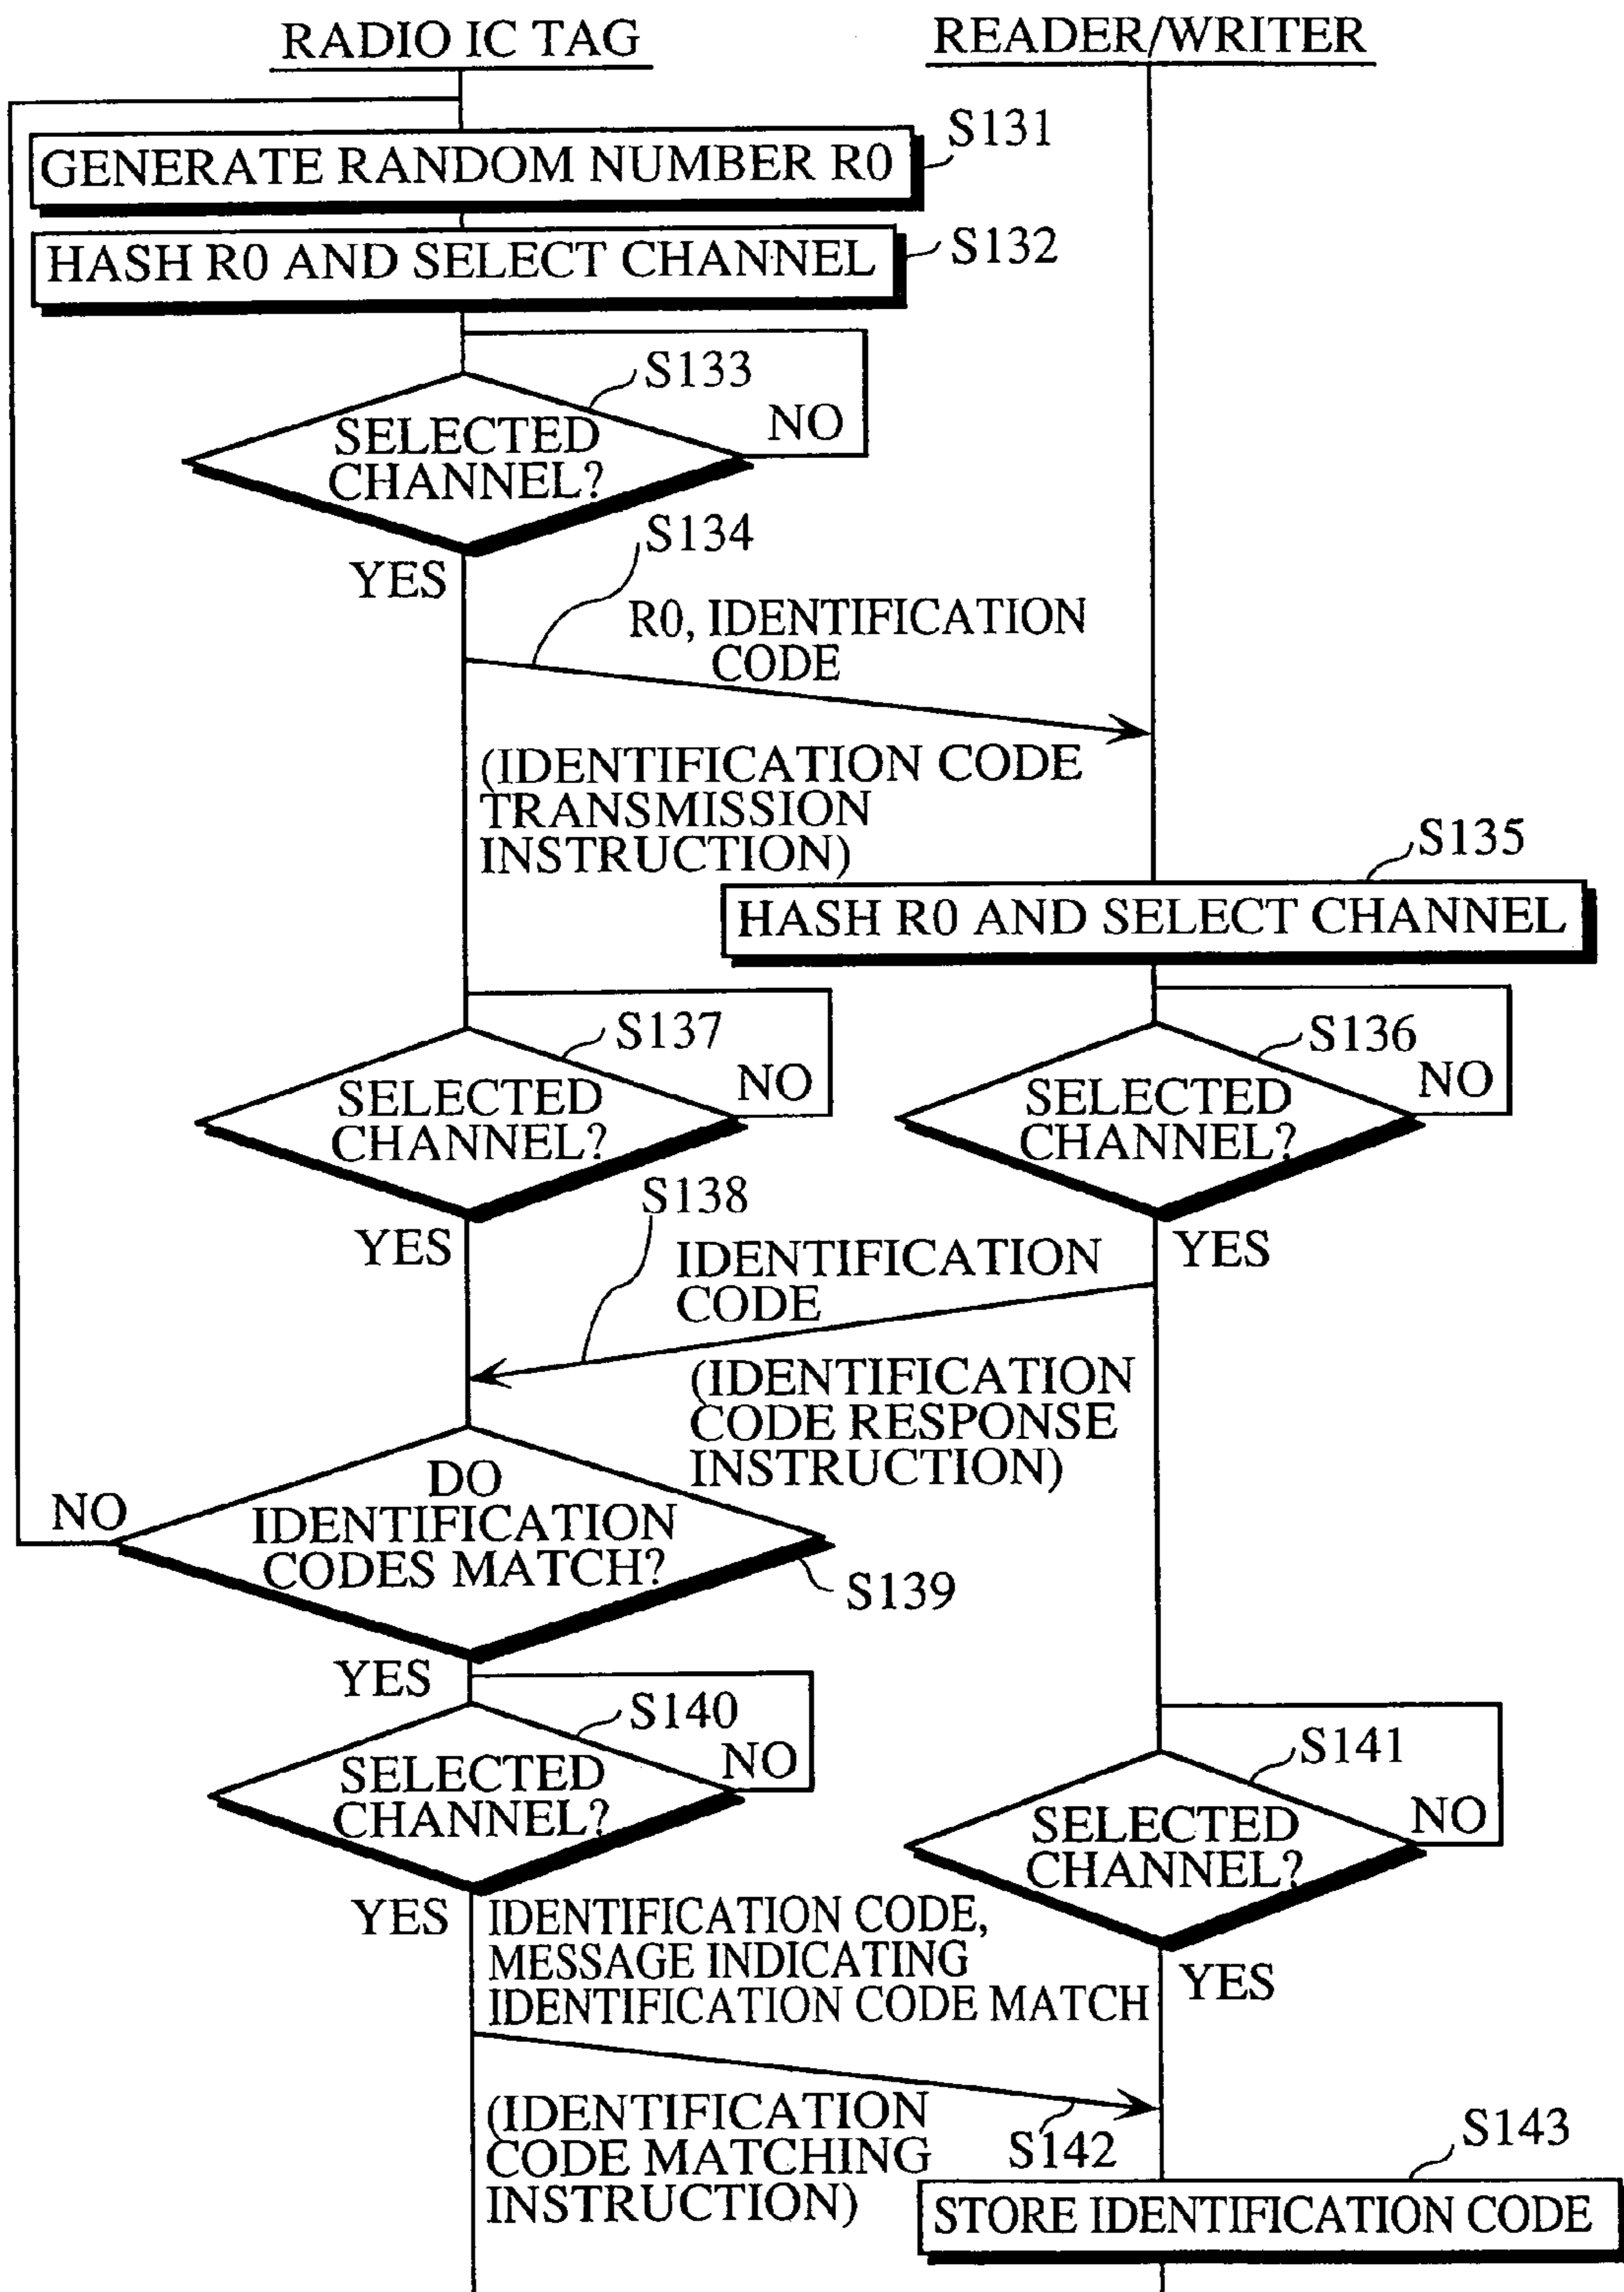 RADIO IC TAG
READER/WRITER
S131
GENERATE RANDOM NUMBER R0
S132
HASH R0 AND SELECT CHANNEL
S133
NO
SELECTED
CHANNEL?
S134
YES
R0, IDENTIFICATION
CODE
(IDENTIFICATION CODE
TRANSMISSION
INSTRUCTION)
S135
HASH R0 AND SELECT CHANNEL
S137
NO
SELECTED
CHANNEL?
S136
NO
SELECTED
CHANNEL?
S138
YES
IDENTIFICATION
CODE
YES
(IDENTIFICATION
CODE RESPONSE
INSTRUCTION)
NO
DO
IDENTIFICATION
CODES MATCH?
S139
YES
S140
NO
SELECTED
CHANNEL?
S141
NO
SELECTED
CHANNEL?
YES
IDENTIFICATION CODE,
MESSAGE INDICATING
IDENTIFICATION CODE MATCH
YES
(IDENTIFICATION
CODE MATCHING
INSTRUCTION)
S142
S143
STORE IDENTIFICATION CODE